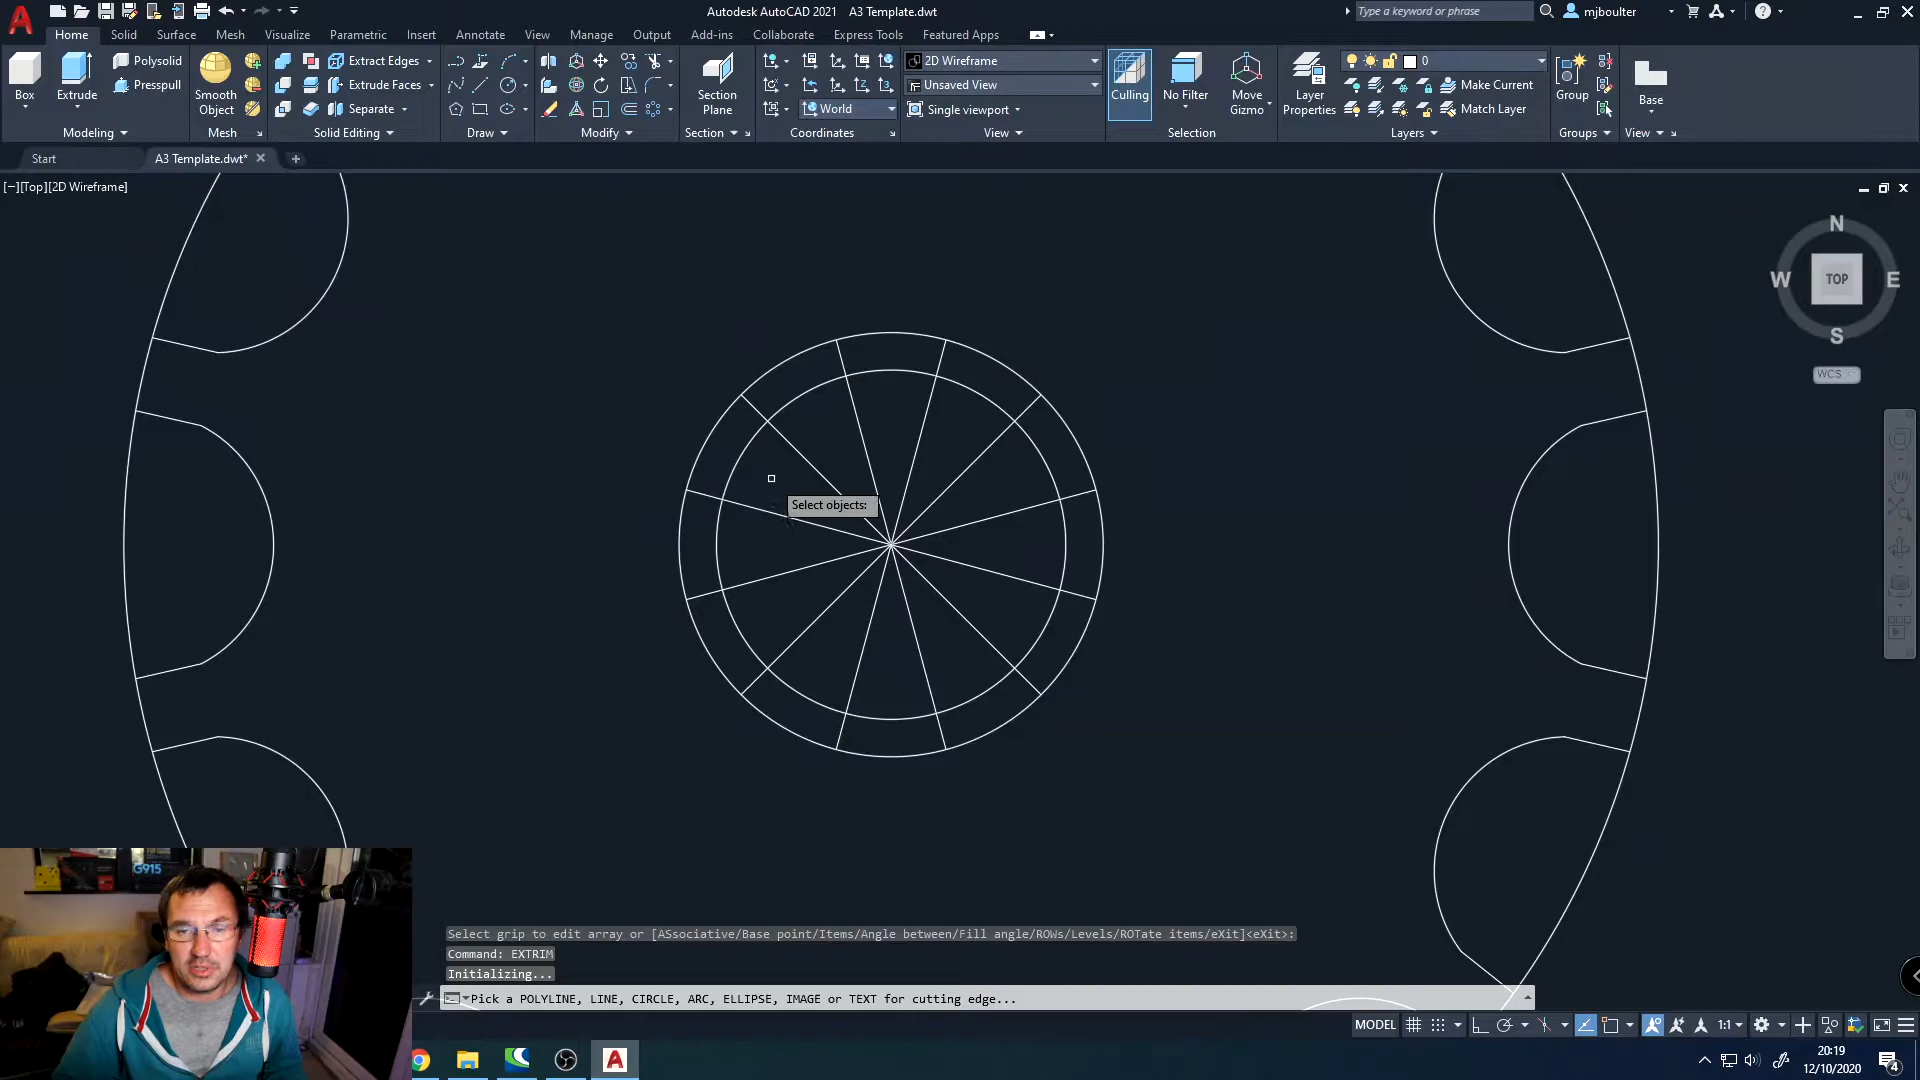 Autodesk AutoCAD 2021 A3 Template.dwt
Type a keyword or phrase
mjboulter
Home Solid Surface Mesh Visualize Parametric Insert Annotate View Manage Output Add-ins Collaborate Express Tools Featured Apps
Box
Extrude
Polysolid
Presspull
Smooth
Object
Extract Edges
Extrude Faces
Separate
Section
Plane
World
2D Wireframe
Unsaved View
Single viewport
Culling
No Filter
Move
Gizmo
Layer
Properties
0
Make Current
Match Layer
Group
Base
Modeling Mesh Solid Editing Draw Modify Section Coordinates View Selection Layers Groups View
Start
A3 Template.dwt*
[−][Top][2D Wireframe]
N
W
TOP
E
S
WCS
Select objects:
G915
Select grip to edit array or [ASsociative/Base point/Items/Angle between/Fill angle/ROWs/Levels/ROTate items/eXit]<eXit>:
Command: EXTRIM
Initializing...
Pick a POLYLINE, LINE, CIRCLE, ARC, ELLIPSE, IMAGE or TEXT for cutting edge...
MODEL
1:1
20:19
12/10/2020
4